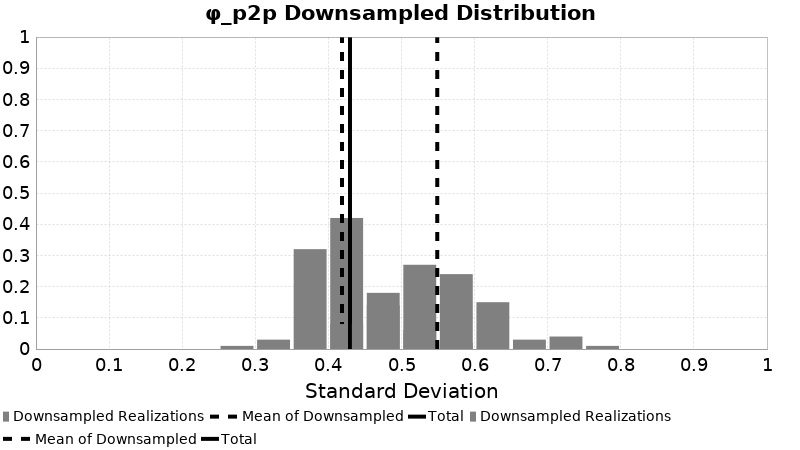 φ_p2p Downsampled Distribution
1
0.9
0.8
0.7
0.6
0.5
0.4
0.3
0.2
0.1
0
0 0.1 0.2 0.3 0.4 0.5 0.6 0.7 0.8 0.9 1
Standard Deviation
Downsampled Realizations Mean of Downsampled Total Downsampled Realizations
Mean of Downsampled Total